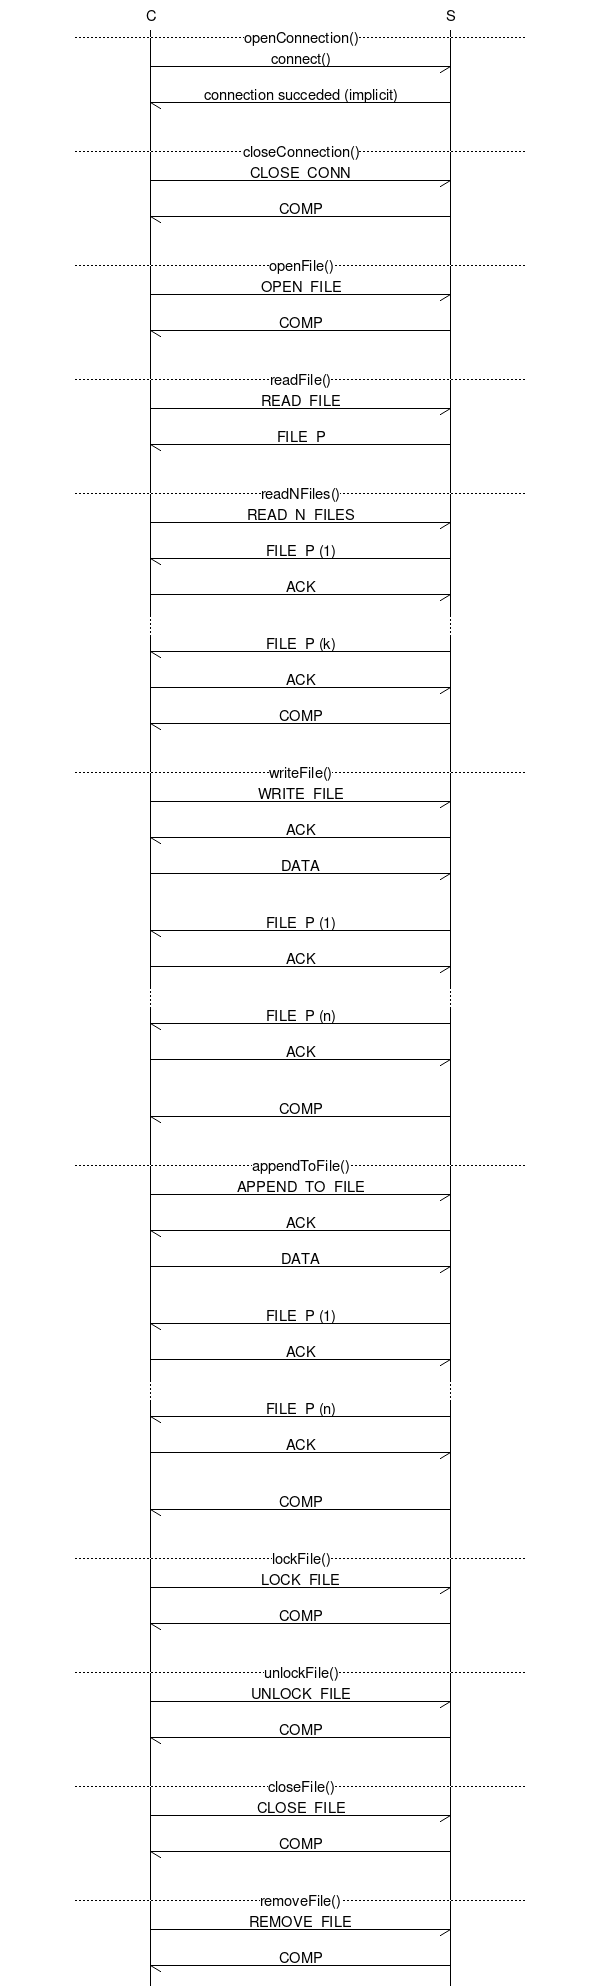 C S
openConnection()
connect()
connection succeded (implicit)
closeConnection()
CLOSE_CONN
COMP
openFile()
OPEN_FILE
COMP
readFile()
READ_FILE
FILE_P
readNFiles()
READ_N_FILES
FILE_P (1)
ACK
FILE_P (k)
ACK
COMP
writeFile()
WRITE_FILE
ACK
DATA
FILE_P (1)
ACK
FILE_P (n)
ACK
COMP
appendToFile()
APPEND_TO_FILE
ACK
DATA
FILE_P (1)
ACK
FILE_P (n)
ACK
COMP
lockFile()
LOCK_FILE
COMP
unlockFile()
UNLOCK_FILE
COMP
closeFile()
CLOSE_FILE
COMP
removeFile()
REMOVE_FILE
COMP